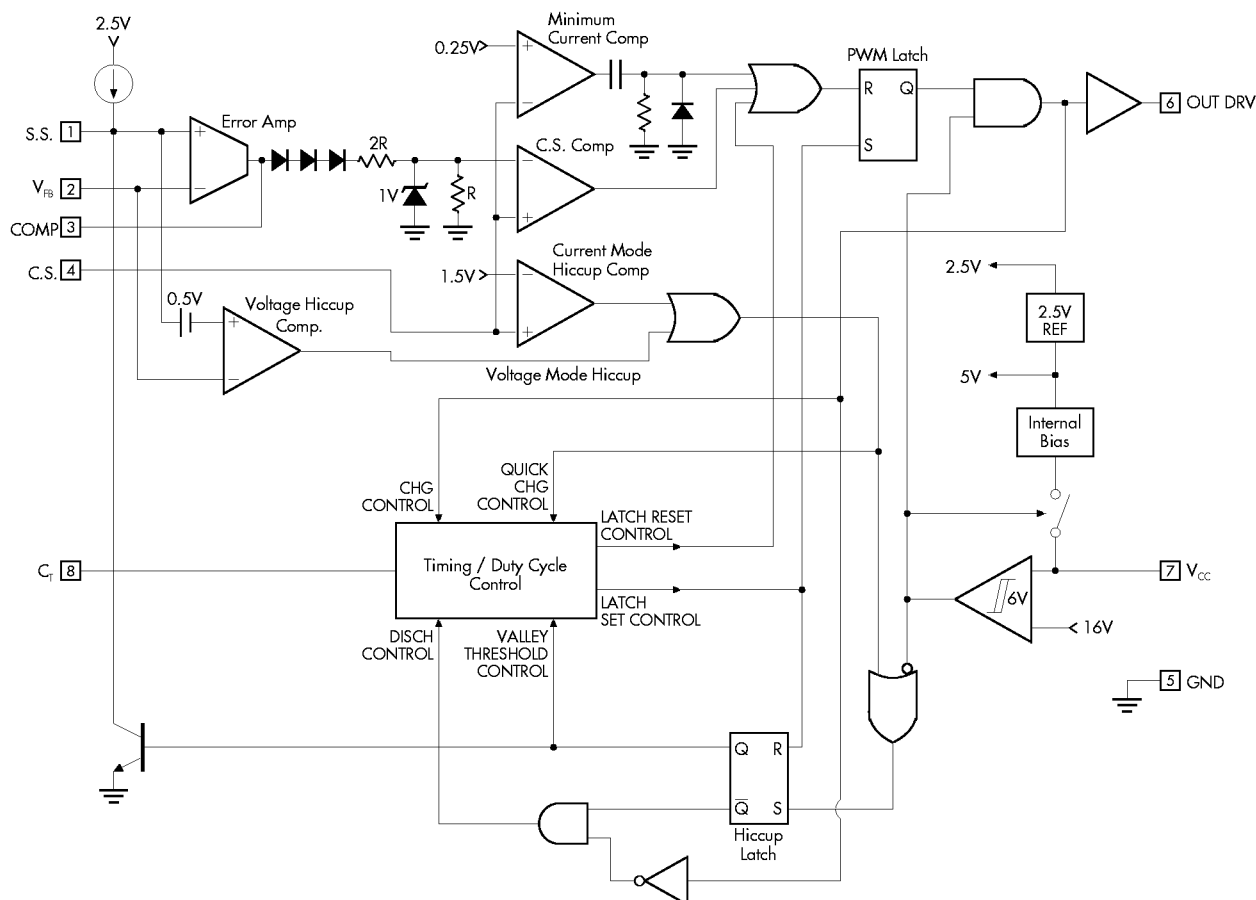 2.5V
Minimum
Current Comp
0.25V
+
−
PWM Latch
R
Q
S
6
OUT DRV
S.S.
1
Error Amp
+
−
2R
C.S. Comp
−
+
1V
R
VFB
2
COMP
3
C.S.
4
Current Mode
Hiccup Comp
1.5V
−
+
2.5V
2.5V
REF
0.5V
Voltage Hiccup
Comp.
+
−
Voltage Mode Hiccup
5V
Internal
Bias
CHG
CONTROL
QUICK
CHG
CONTROL
LATCH RESET
CONTROL
CT
8
Timing / Duty Cycle
Control
LATCH
SET CONTROL
6V
7
VCC
16V
DISCH
CONTROL
VALLEY
THRESHOLD
CONTROL
5
GND
Q
R
Q̅
S
Hiccup
Latch